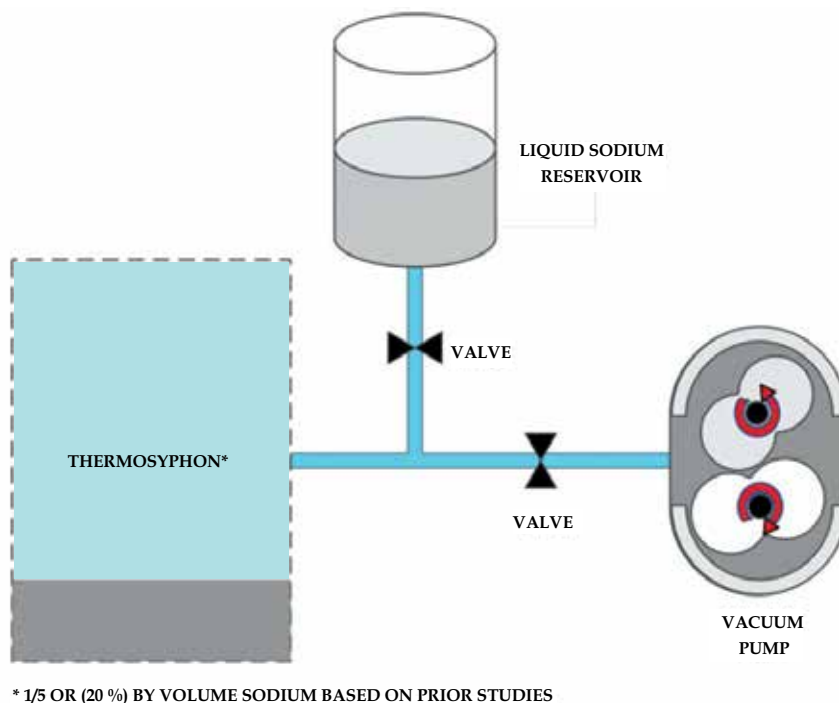 LIQUID SODIUM
RESERVOIR
VALVE
THERMOSYPHON*
VALVE
VACUUM
PUMP
* 1/5 OR (20 %) BY VOLUME SODIUM BASED ON PRIOR STUDIES